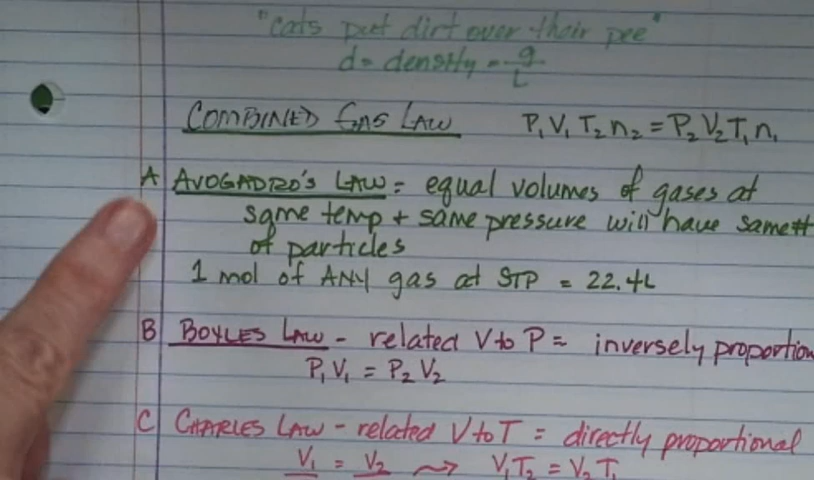 "cats put dirt over their pee"
d = density = g/L
COMBINED GAS LAW P₁V₁T₂n₂ = P₂V₂T₁n₁
A AVOGADRO'S LAW = equal volumes of gases at
same temp + same pressure will have same #
of particles
1 mol of ANY gas at STP = 22.4L
B BOYLES LAW - related V to P = inversely proportion
P₁V₁ = P₂V₂
C CHARLES LAW - related V to T = directly proportional
V₁ = V₂ → V₁T₂ = V₂T₁